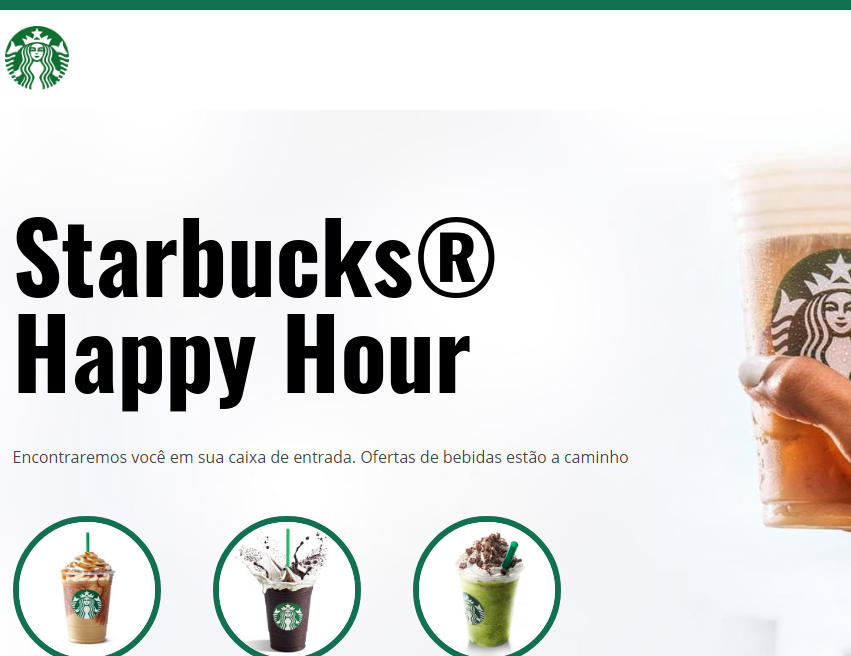 Starbucks®
Happy Hour
Encontraremos você em sua caixa de entrada. Ofertas de bebidas estão a caminho